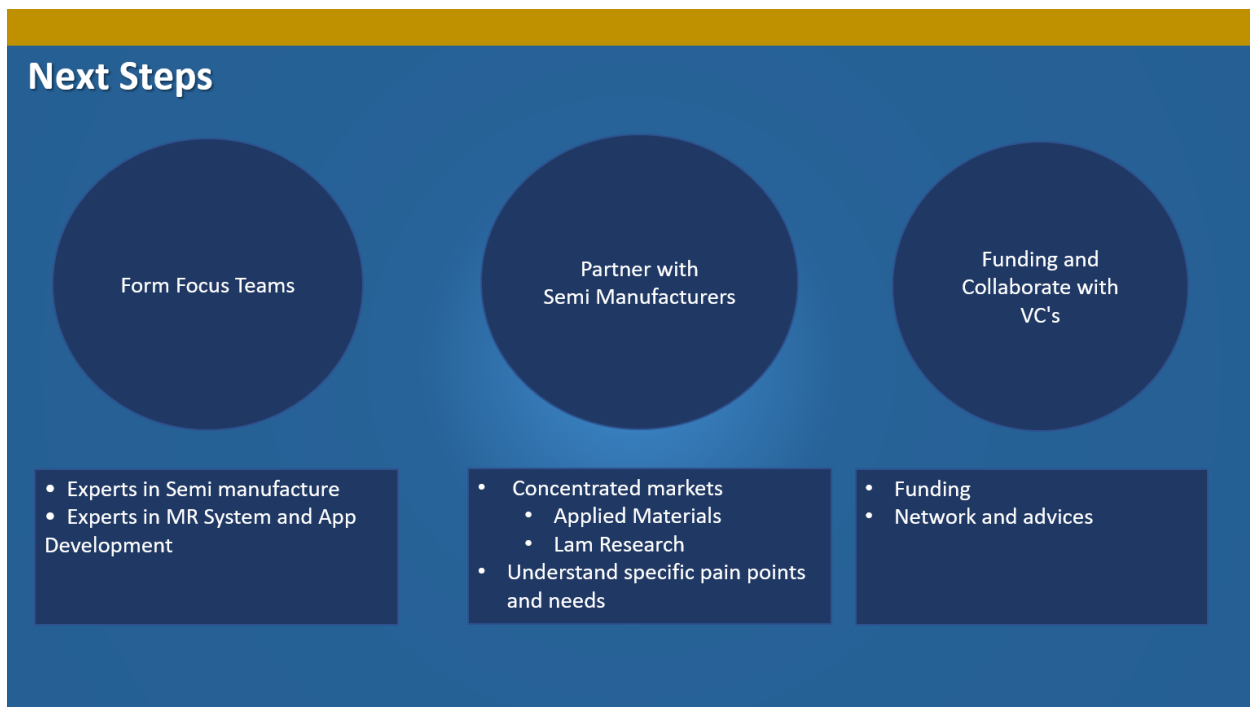 Next Steps
Form Focus Teams
Partner with
Semi Manufacturers
Funding and
Collaborate with
VC's
• Experts in Semi manufacture
• Experts in MR System and App
Development
• Concentrated markets
• Applied Materials
• Lam Research
• Understand specific pain points
and needs
• Funding
• Network and advices